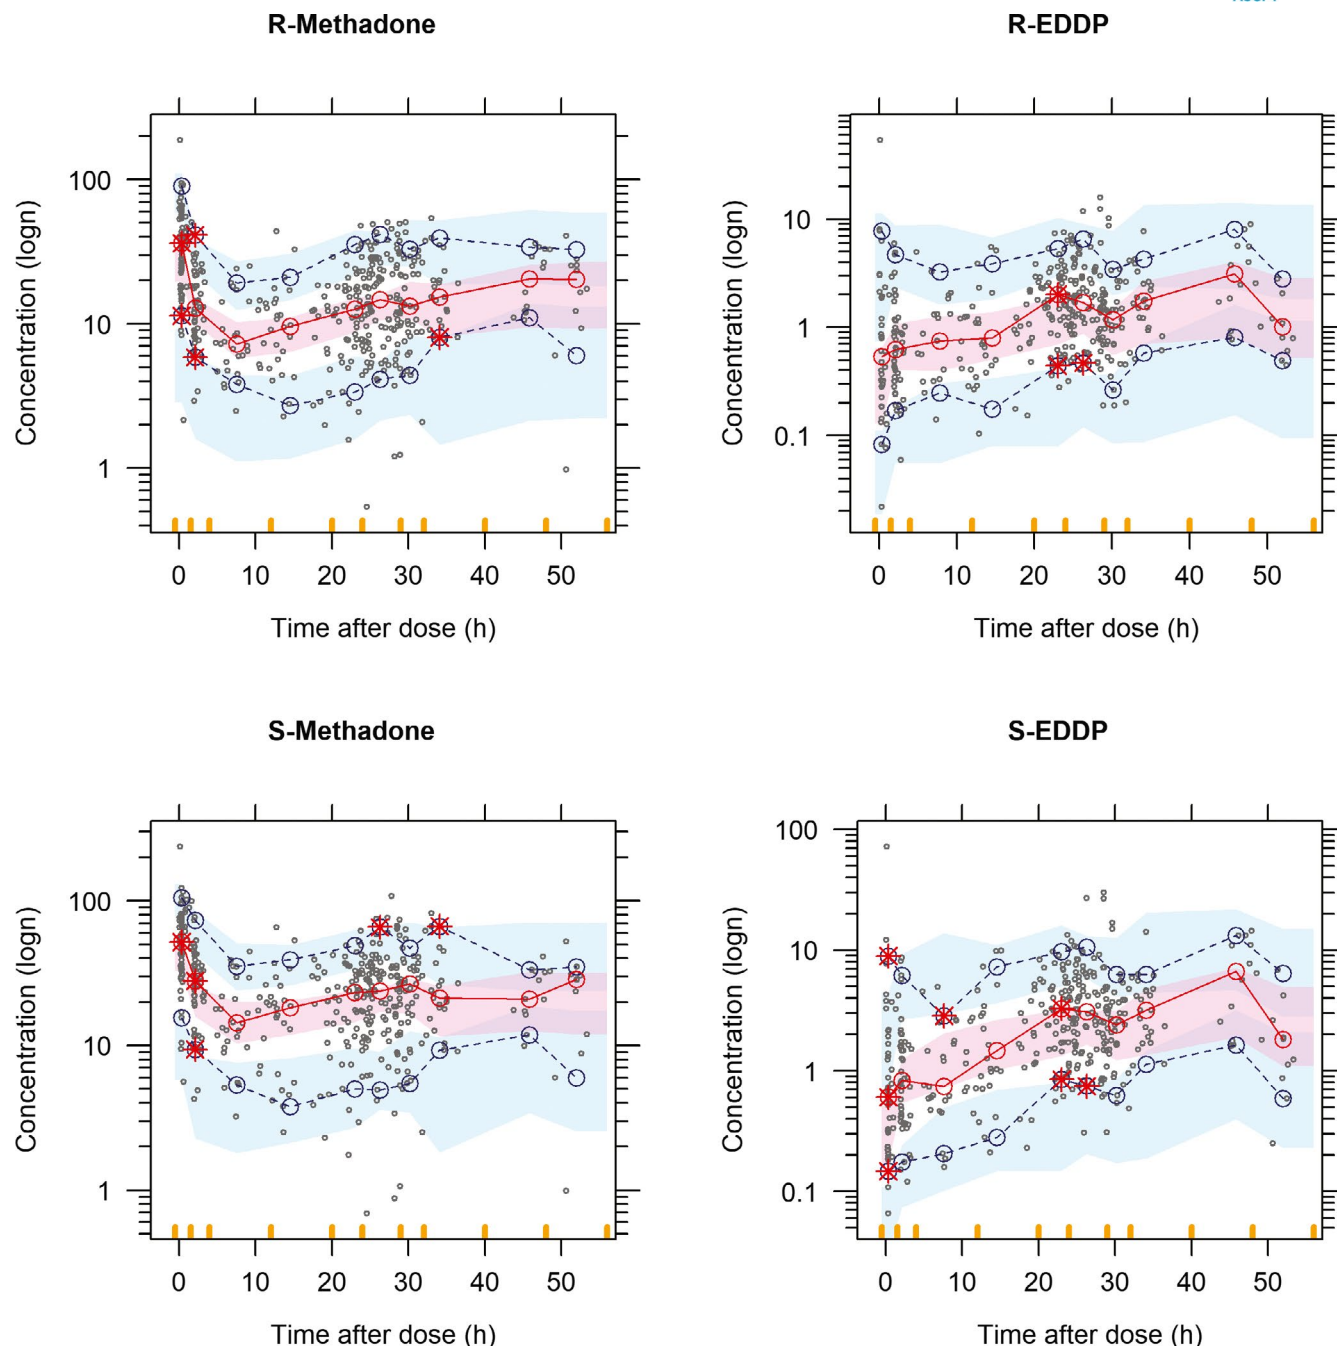 R-Methadone
R-EDDP
Concentration (logn)
100
10
1
0 10 20 30 40 50
Time after dose (h)
Concentration (logn)
10
1
0.1
0 10 20 30 40 50
Time after dose (h)
S-Methadone
S-EDDP
Concentration (logn)
100
10
1
0 10 20 30 40 50
Time after dose (h)
Concentration (logn)
100
10
1
0.1
0 10 20 30 40 50
Time after dose (h)